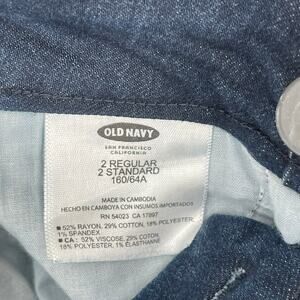 OLD NAVY
SAN FRANCISCO
CALIFORNIA
2 REGULAR
2 STANDARD
160/64A
MADE IN CAMBODIA
HECHO EN CAMBOYA CON INSUMOS IMPORTADOS
RN 54023 CA 17897
52% RAYON, 29% COTTON, 18% POLYESTER,
1% SPANDEX
CA: 52% VISCOSE, 29% COTON,
18% POLYESTER, 1% ELASTHANNE